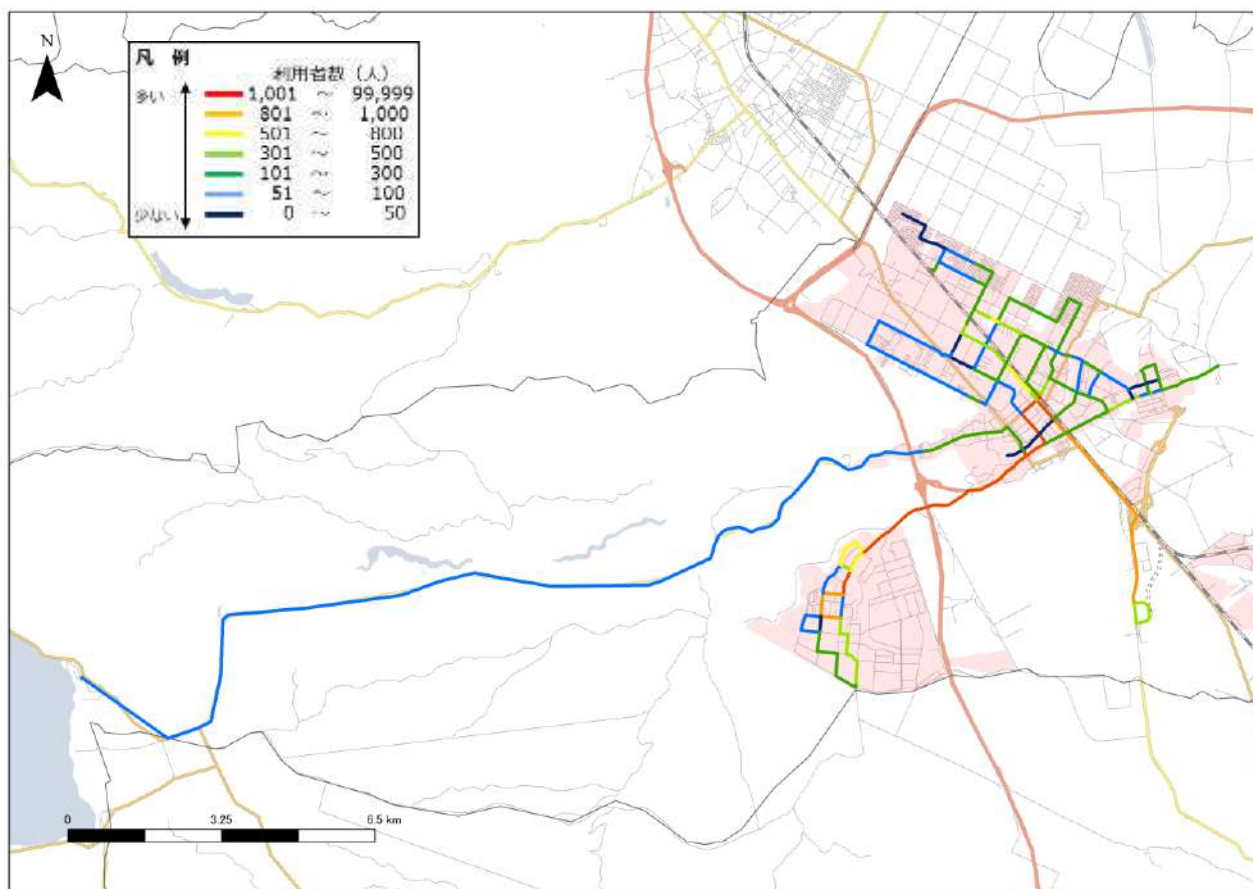 N
凡 例
利用者数（人）
多い 1,001 ～ 99,999
801 ～ 1,000
501 ～ 800
301 ～ 500
101 ～ 300
51 ～ 100
少ない 0 ～ 50
0 3.25 6.5 km